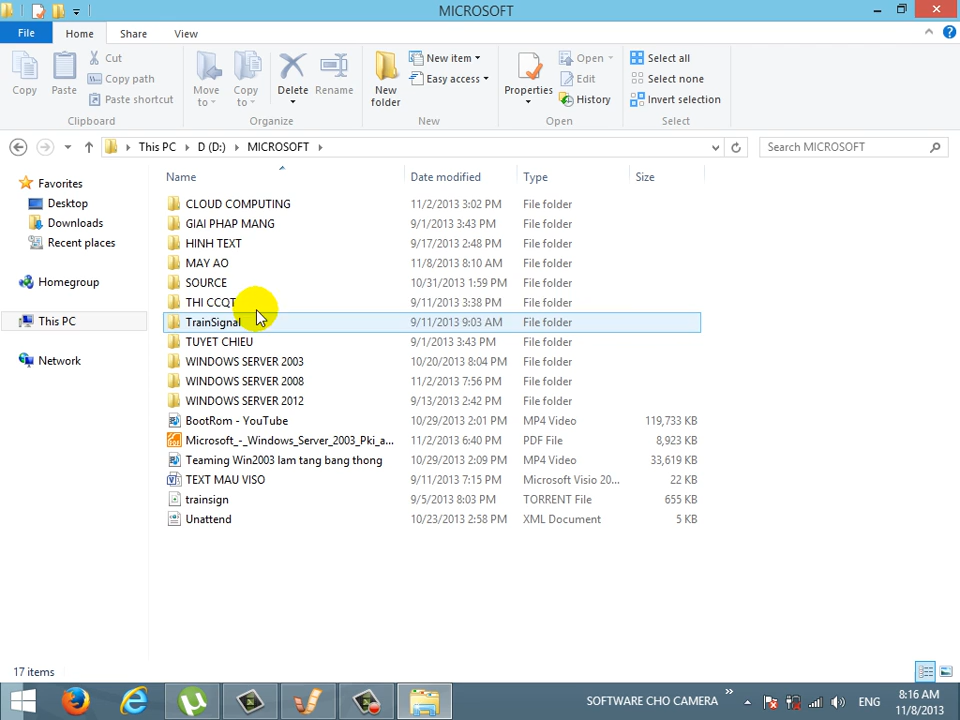 MICROSOFT
File Home Share View
Copy Paste Cut Copy path Paste shortcut Move to Copy to Delete Rename New folder New item Easy access Properties Open Edit History Select all Select none Invert selection
Clipboard Organize New Open Select
This PC D (D:) MICROSOFT Search MICROSOFT
Name Date modified Type Size
Favorites
Desktop
Downloads
Recent places
Homegroup
This PC
Network
CLOUD COMPUTING 11/2/2013 3:02 PM File folder
GIAI PHAP MANG 9/1/2013 3:43 PM File folder
HINH TEXT 9/17/2013 2:48 PM File folder
MAY AO 11/8/2013 8:10 AM File folder
SOURCE 10/31/2013 1:59 PM File folder
THI CCQT 9/11/2013 3:38 PM File folder
TrainSignal 9/11/2013 9:03 AM File folder
TUYET CHIEU 9/1/2013 3:43 PM File folder
WINDOWS SERVER 2003 10/20/2013 8:04 PM File folder
WINDOWS SERVER 2008 11/2/2013 7:56 PM File folder
WINDOWS SERVER 2012 9/13/2013 2:42 PM File folder
BootRom - YouTube 10/29/2013 2:01 PM MP4 Video 119,733 KB
Microsoft_-_Windows_Server_2003_Pki_a... 11/2/2013 6:40 PM PDF File 8,923 KB
Teaming Win2003 lam tang bang thong 10/29/2013 2:09 PM MP4 Video 33,619 KB
TEXT MAU VISO 9/11/2013 7:15 PM Microsoft Visio 20... 22 KB
trainsign 9/5/2013 8:03 PM TORRENT File 655 KB
Unattend 10/23/2013 2:58 PM XML Document 5 KB
17 items
SOFTWARE CHO CAMERA ENG 8:16 AM
11/8/2013